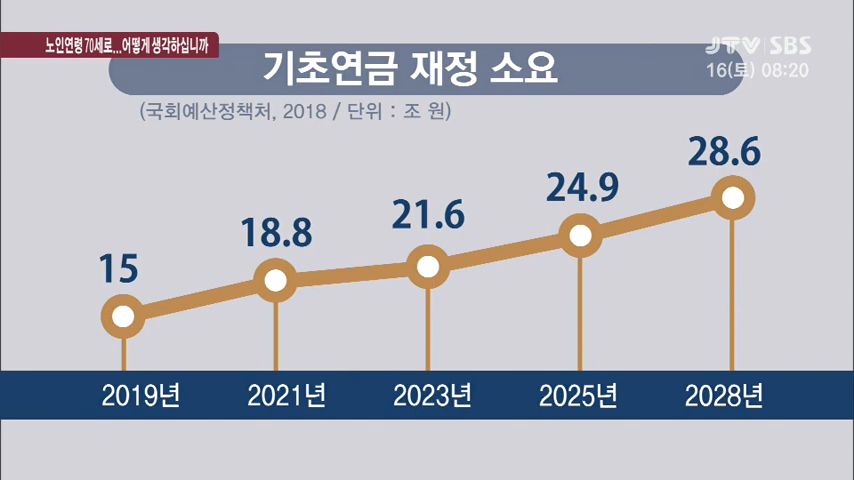 노인연령 70세로...어떻게 생각하십니까
JTV SBS
16(토) 08:20
기초연금 재정 소요
(국회예산정책처, 2018 / 단위 : 조 원)
15
18.8
21.6
24.9
28.6
2019년
2021년
2023년
2025년
2028년